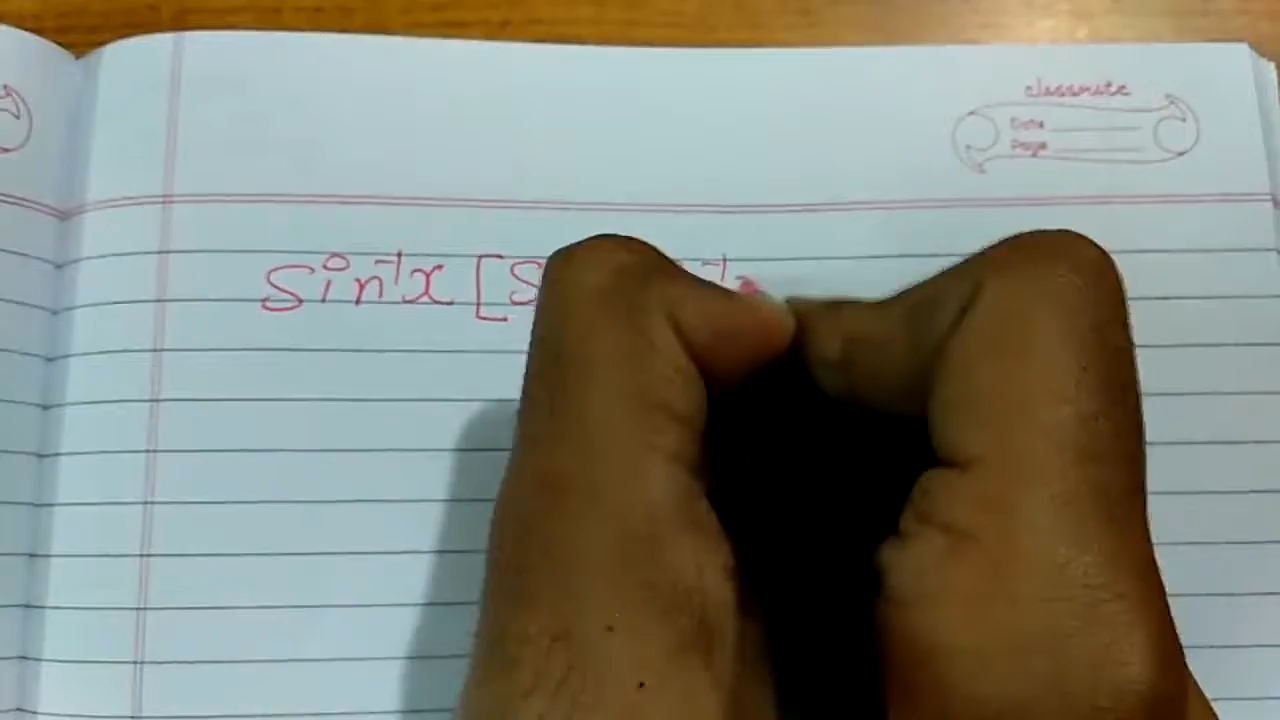 classmate
Date
Page
sin⁻¹x [S